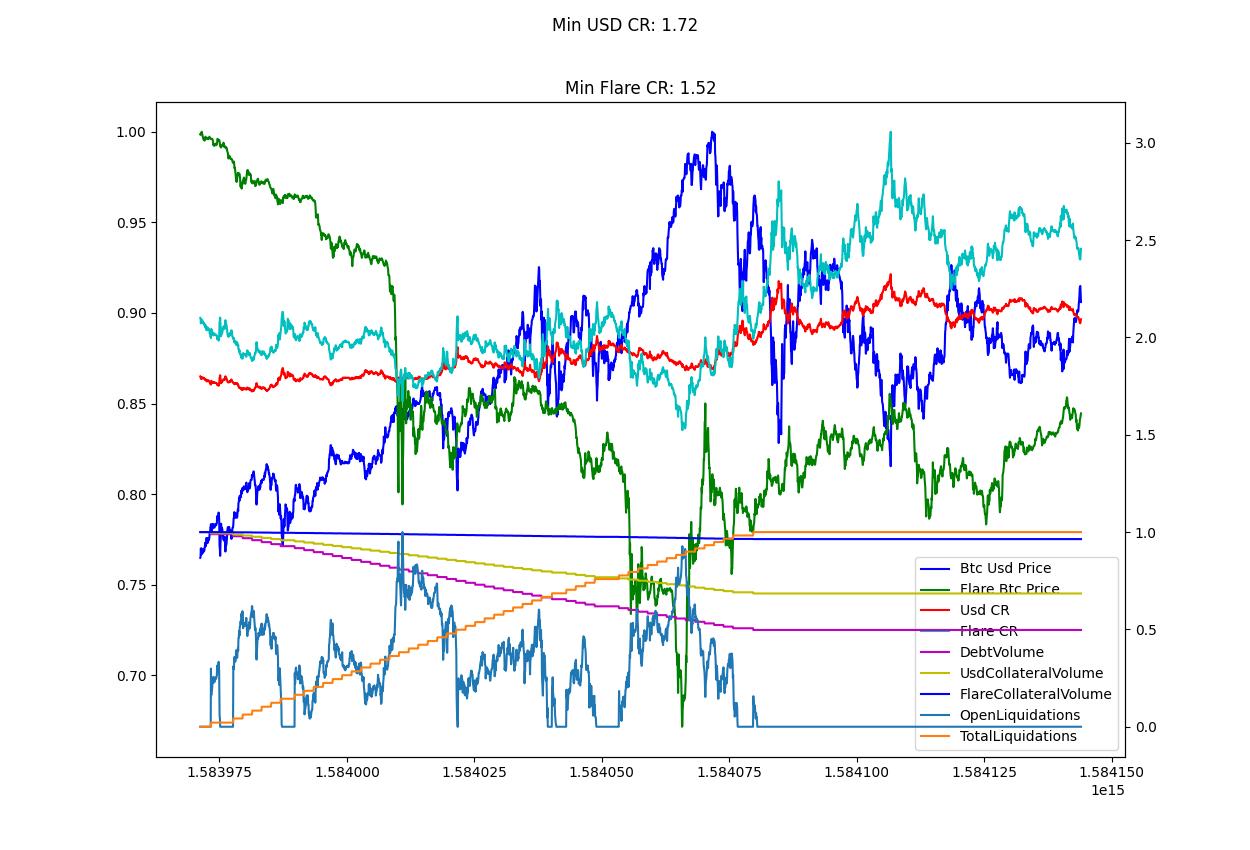 Min USD CR: 1.72
Min Flare CR: 1.52
1.00
0.95
0.90
0.85
0.80
0.75
0.70
3.0
2.5
2.0
1.5
1.0
0.5
0.0
Btc Usd Price
Flare Btc Price
Usd CR
Flare CR
DebtVolume
UsdCollateralVolume
FlareCollateralVolume
OpenLiquidations
TotalLiquidations
1.583975 1.584000 1.584025 1.584050 1.584075 1.584100 1.584125 1.584150
1e15